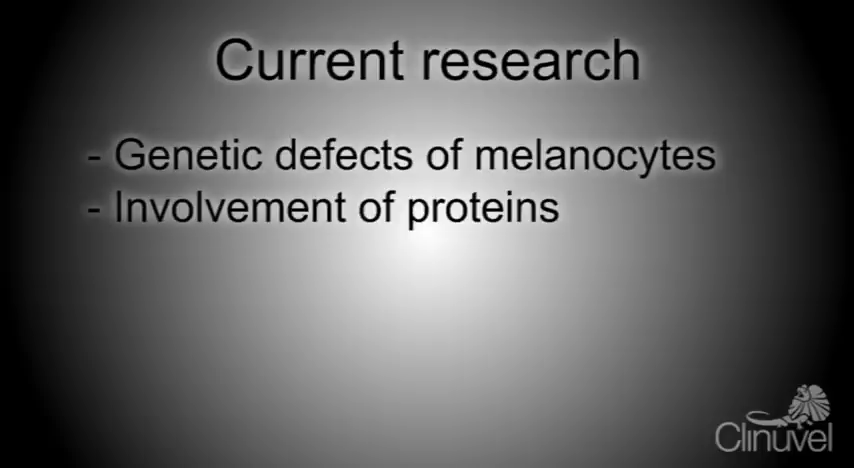 Current research
- Genetic defects of melanocytes
- Involvement of proteins
Clinuvel